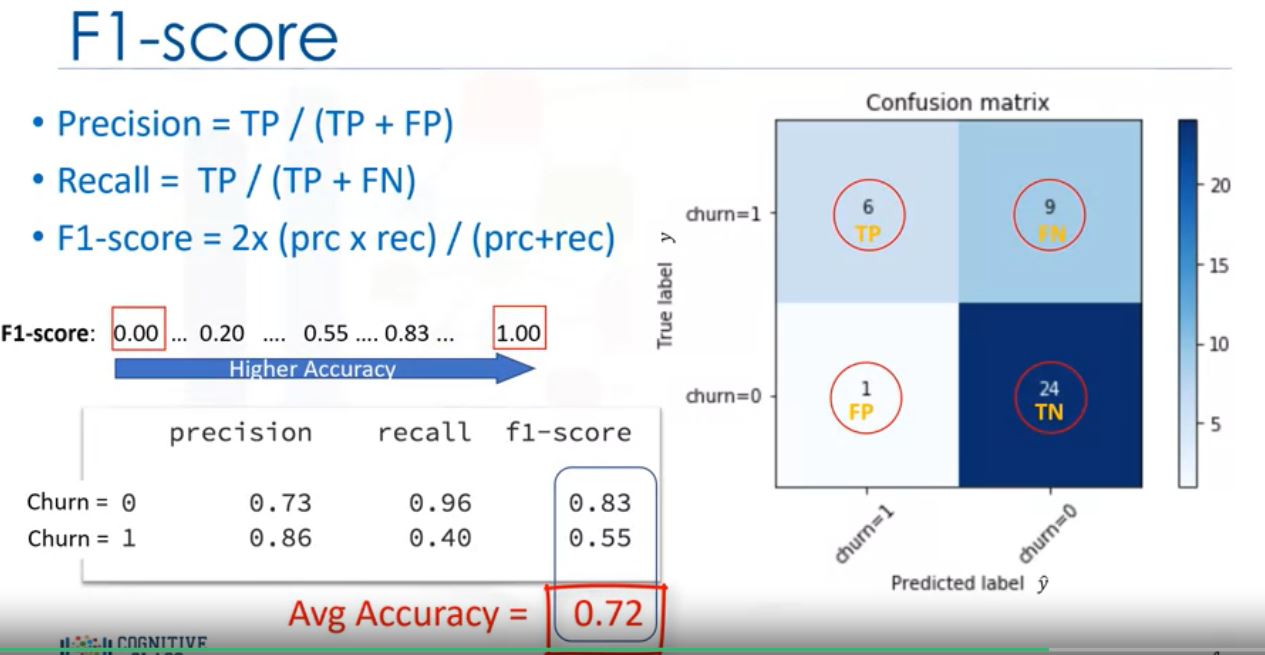 F1-score
• Precision = TP / (TP + FP)
• Recall = TP / (TP + FN)
• F1-score = 2x (prc x rec) / (prc+rec)
F1-score: 0.00 ... 0.20 .... 0.55 .... 0.83 ... 1.00
Higher Accuracy
precision recall f1-score
Churn = 0 0.73 0.96 0.83
Churn = 1 0.86 0.40 0.55
Avg Accuracy = 0.72
COGNITIVE
Confusion matrix
True label y
churn=1
6
TP
9
FN
churn=0
1
FP
24
TN
churn=1
churn=0
Predicted label ŷ
20
15
10
5